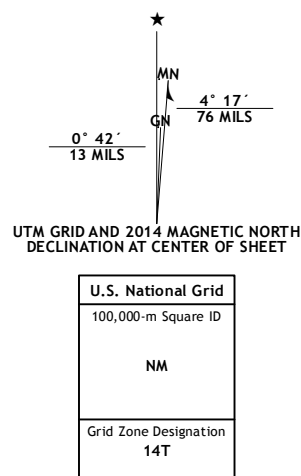 ★
MN
4° 17´
76 MILS
GN
0° 42´
13 MILS
UTM GRID AND 2014 MAGNETIC NORTH
DECLINATION AT CENTER OF SHEET
U.S. National Grid
100,000-m Square ID
NM
Grid Zone Designation
14T